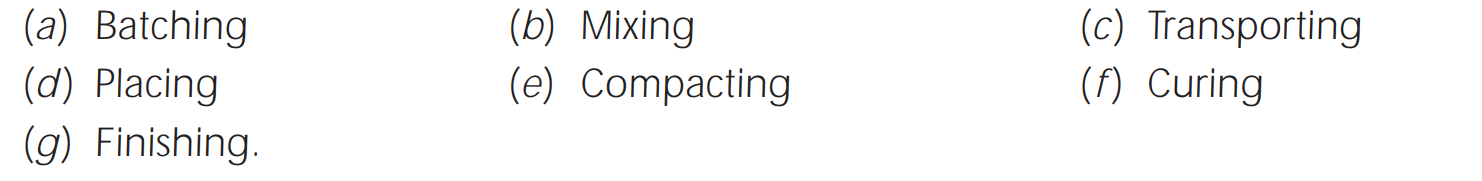 (a) Batching (b) Mixing (c) Transporting
(d) Placing (e) Compacting (f) Curing
(g) Finishing.